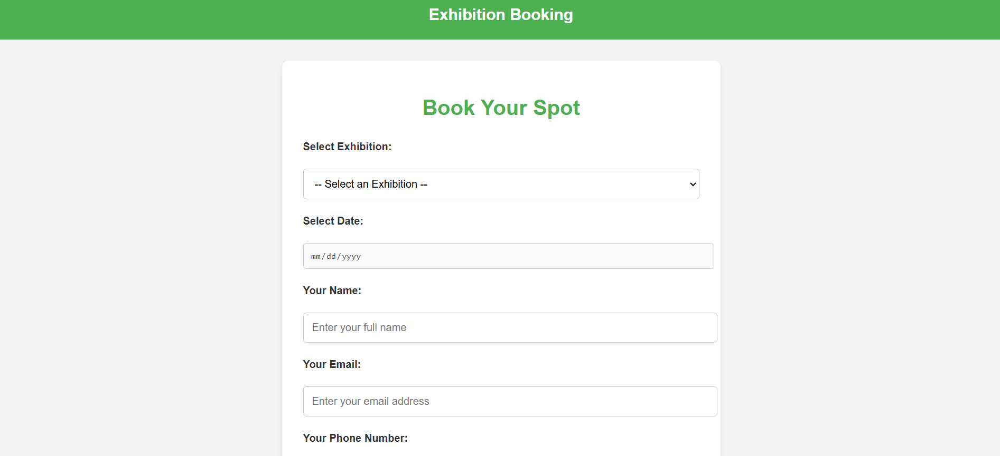 Exhibition Booking
Book Your Spot
Select Exhibition:
-- Select an Exhibition --
Select Date:
mm/dd/yyyy
Your Name:
Enter your full name
Your Email:
Enter your email address
Your Phone Number: